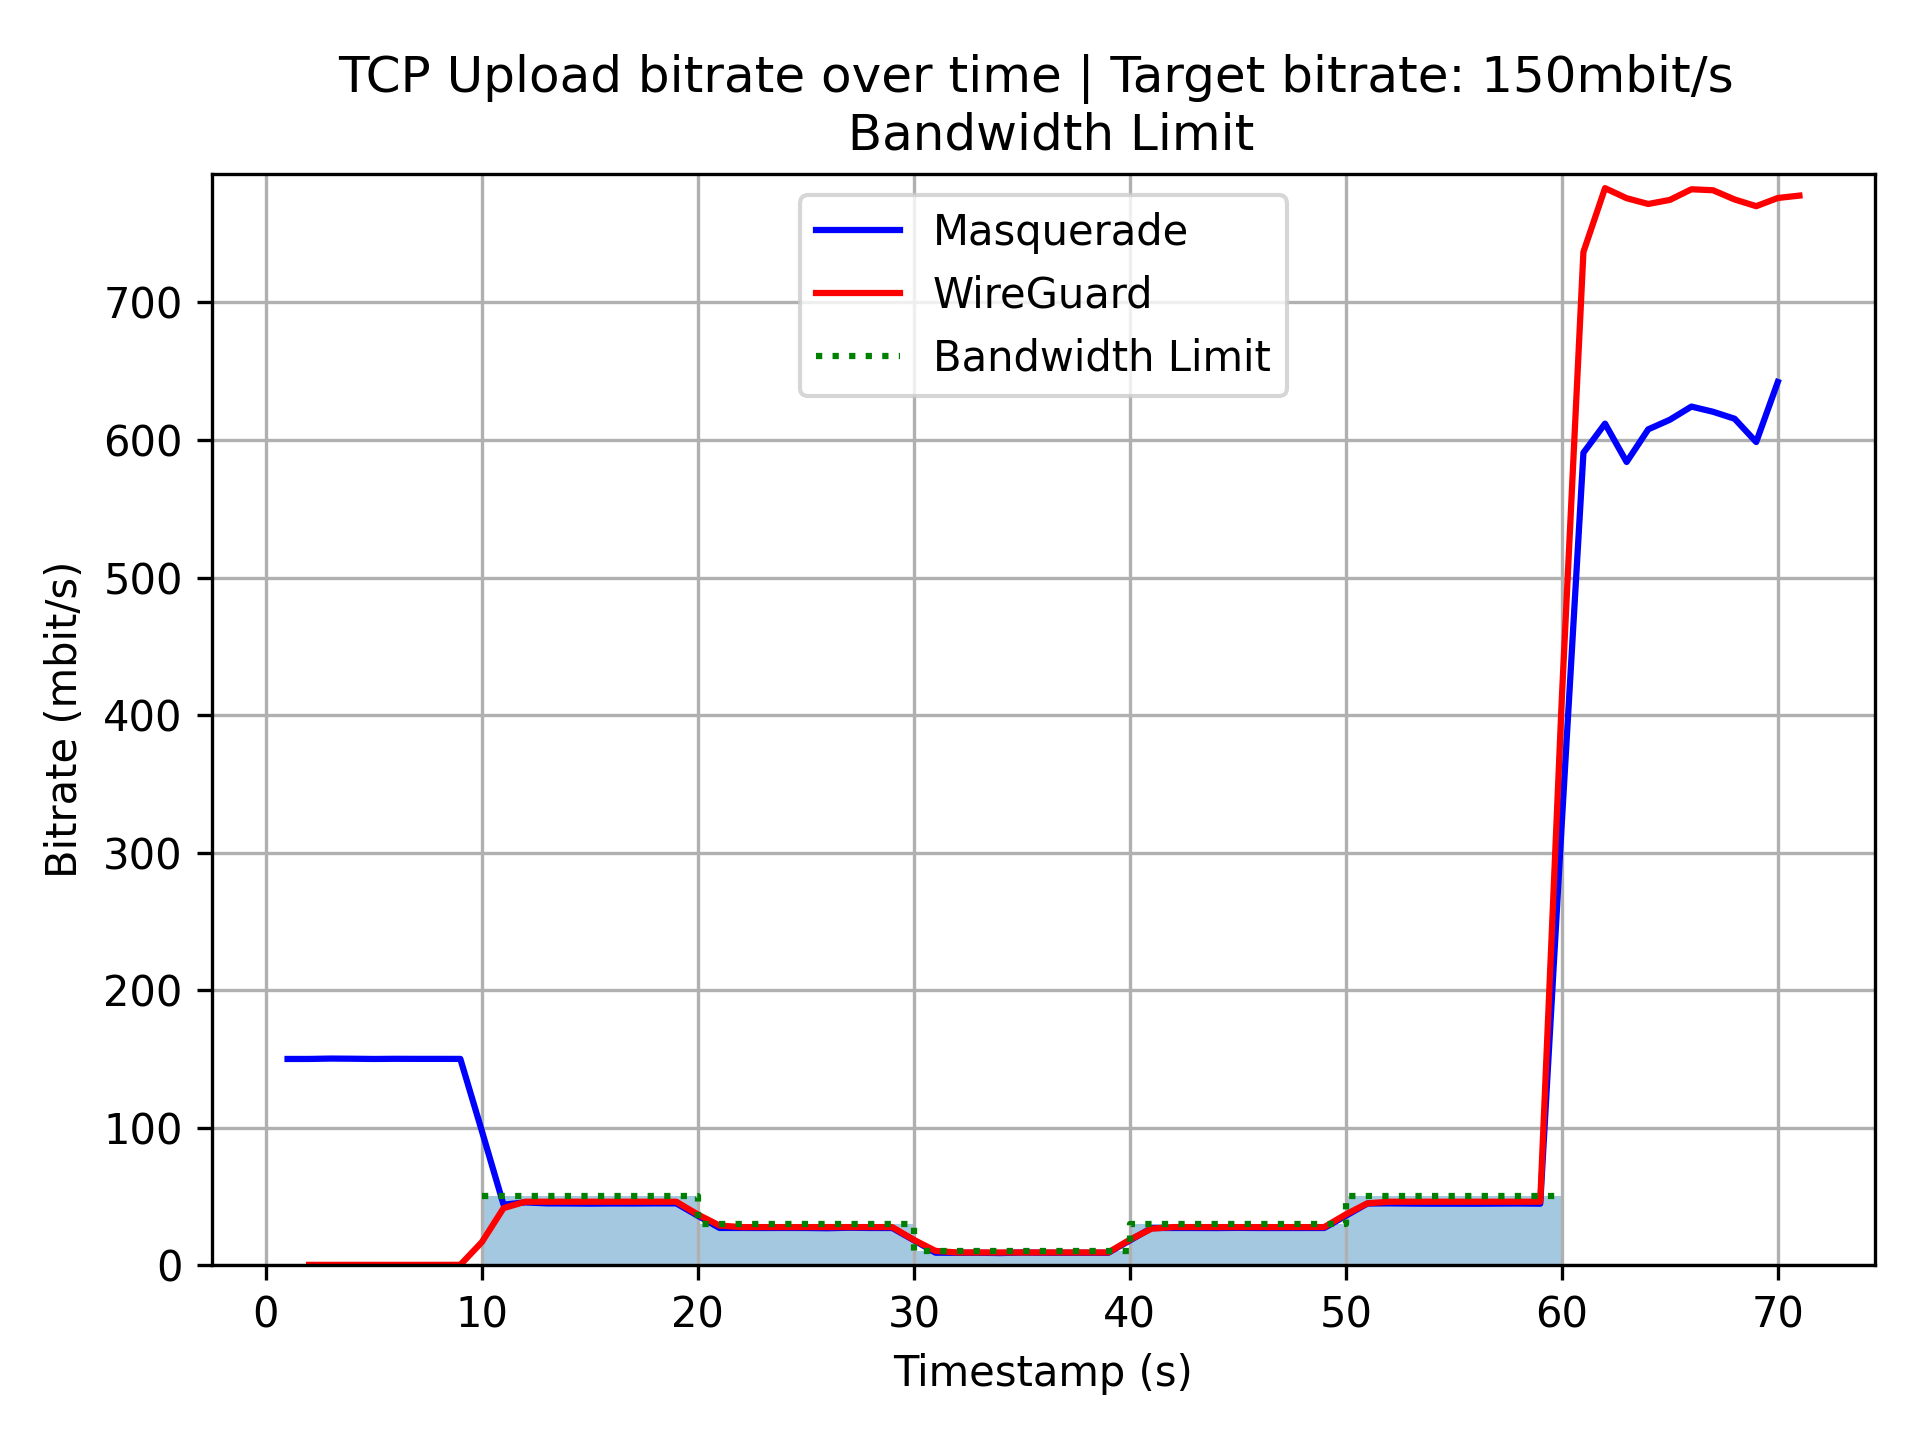 TCP Upload bitrate over time | Target bitrate: 150mbit/s
Bandwidth Limit
Masquerade
WireGuard
Bandwidth Limit
700
600
500
400
300
200
100
0
Bitrate (mbit/s)
0 10 20 30 40 50 60 70
Timestamp (s)